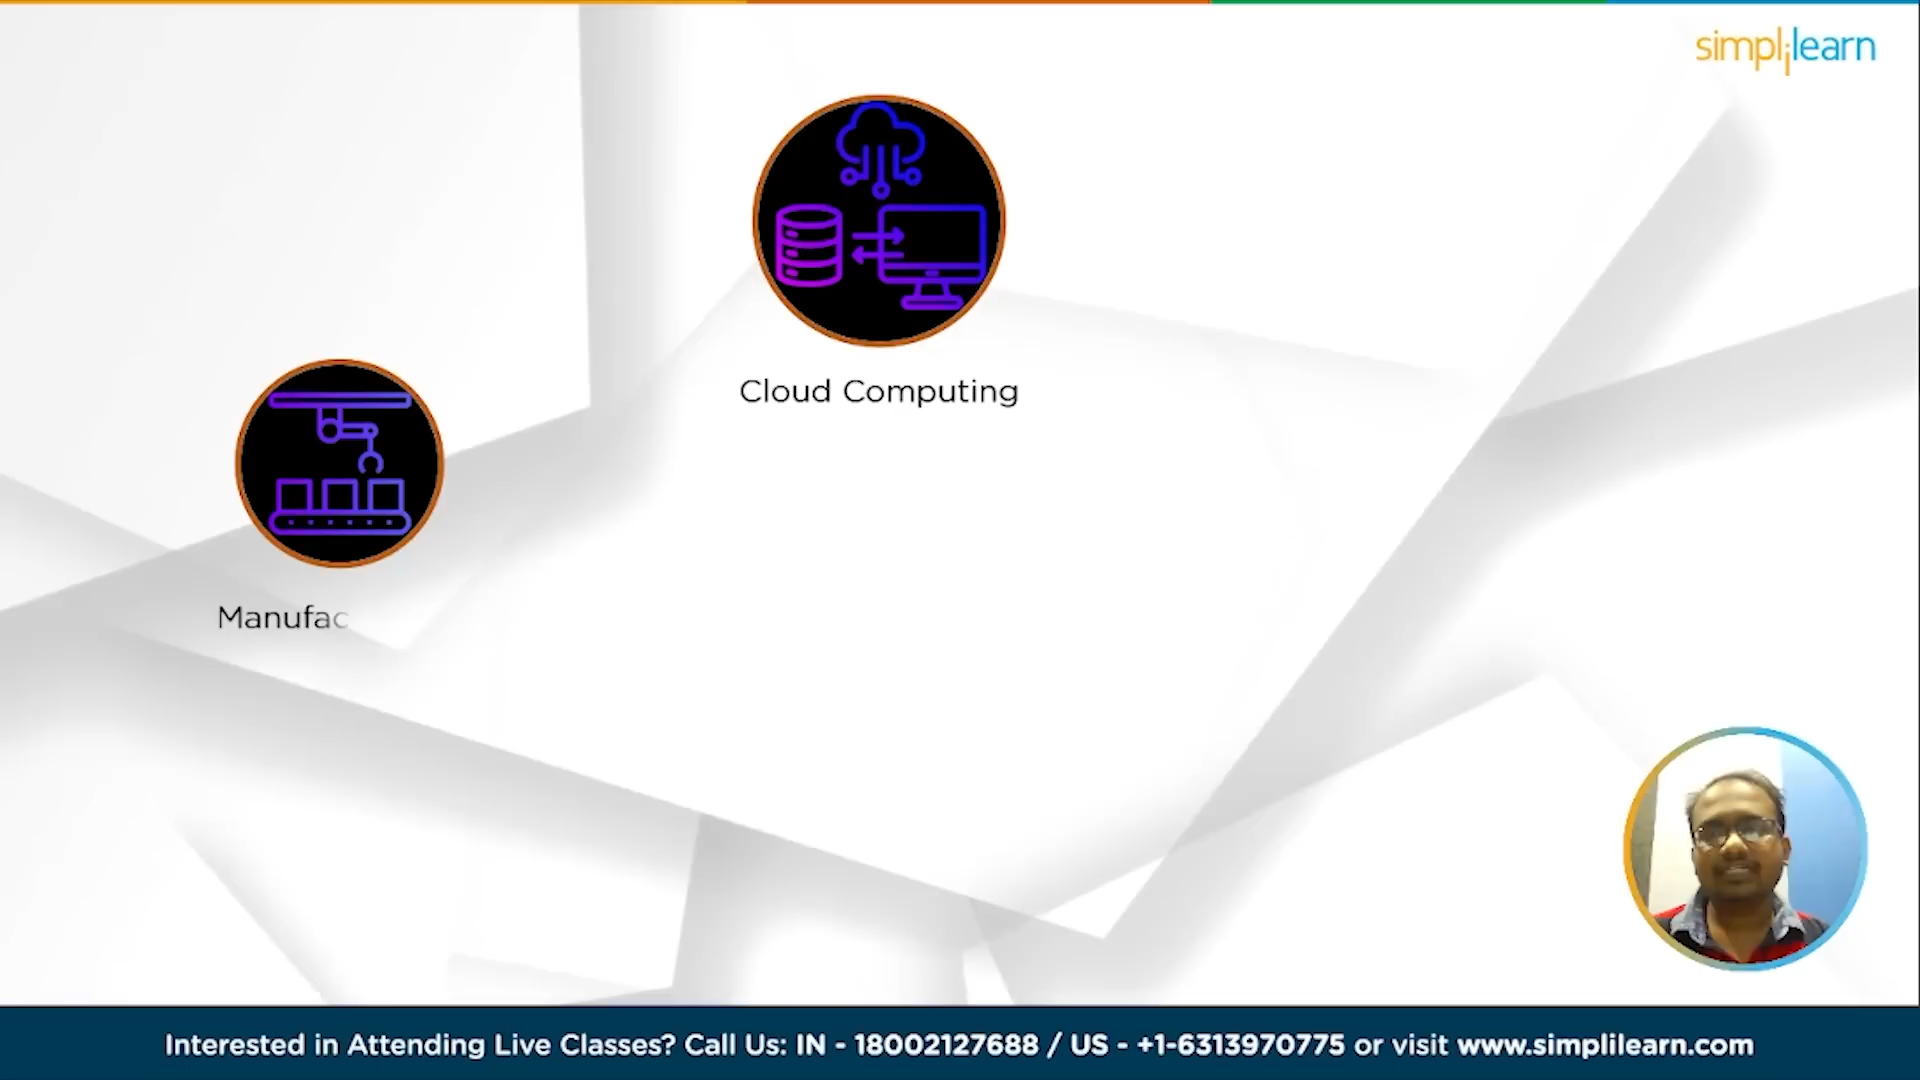 simplilearn
Cloud Computing
Manufac
Interested in Attending Live Classes? Call Us: IN - 18002127688 / US - +1-6313970775 or visit www.simplilearn.com